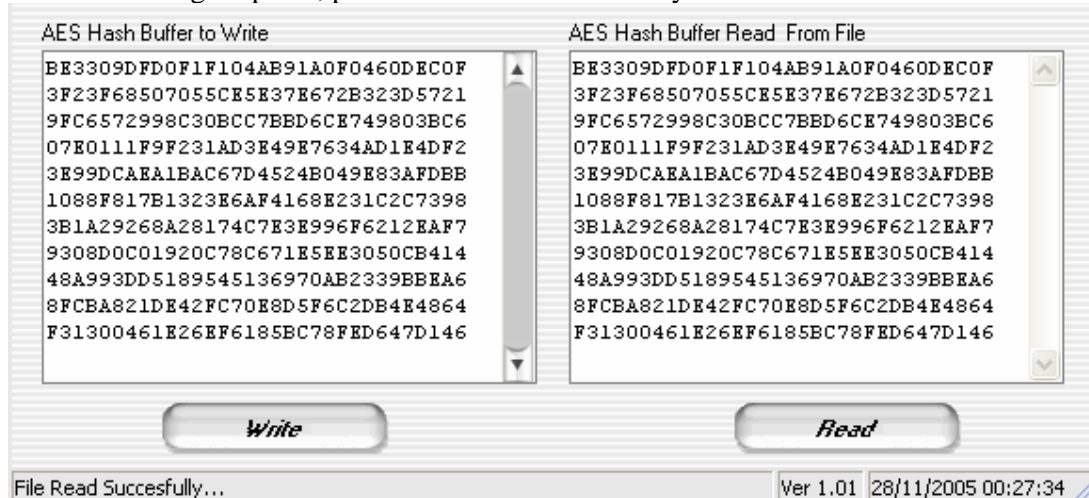 AES Hash Buffer to Write
BE3309DFD0F1F104AB91A0F0460DEC0F
3F23F68507055CE5E37E672B323D5721
9FC6572998C30BCC7BBD6CE749803BC6
07E0111F9F231AD3E49E7634AD1E4DF2
3E99DCAEA1BAC67D4524B049E83AFDBB
1088F817B1323E6AF4168E231C2C7398
3B1A29268A28174C7E3E996F6212EAF7
9308D0C01920C78C671E5EE3050CB414
48A993DD5189545136970AB2339BBEA6
8FCBA821DE42FC70E8D5F6C2DB4E4864
F31300461E26EF6185BC78FED647D146
Write
AES Hash Buffer Read From File
BE3309DFD0F1F104AB91A0F0460DEC0F
3F23F68507055CE5E37E672B323D5721
9FC6572998C30BCC7BBD6CE749803BC6
07E0111F9F231AD3E49E7634AD1E4DF2
3E99DCAEA1BAC67D4524B049E83AFDBB
1088F817B1323E6AF4168E231C2C7398
3B1A29268A28174C7E3E996F6212EAF7
9308D0C01920C78C671E5EE3050CB414
48A993DD5189545136970AB2339BBEA6
8FCBA821DE42FC70E8D5F6C2DB4E4864
F31300461E26EF6185BC78FED647D146
Read
File Read Succesfully...
Ver 1.01
28/11/2005 00:27:34